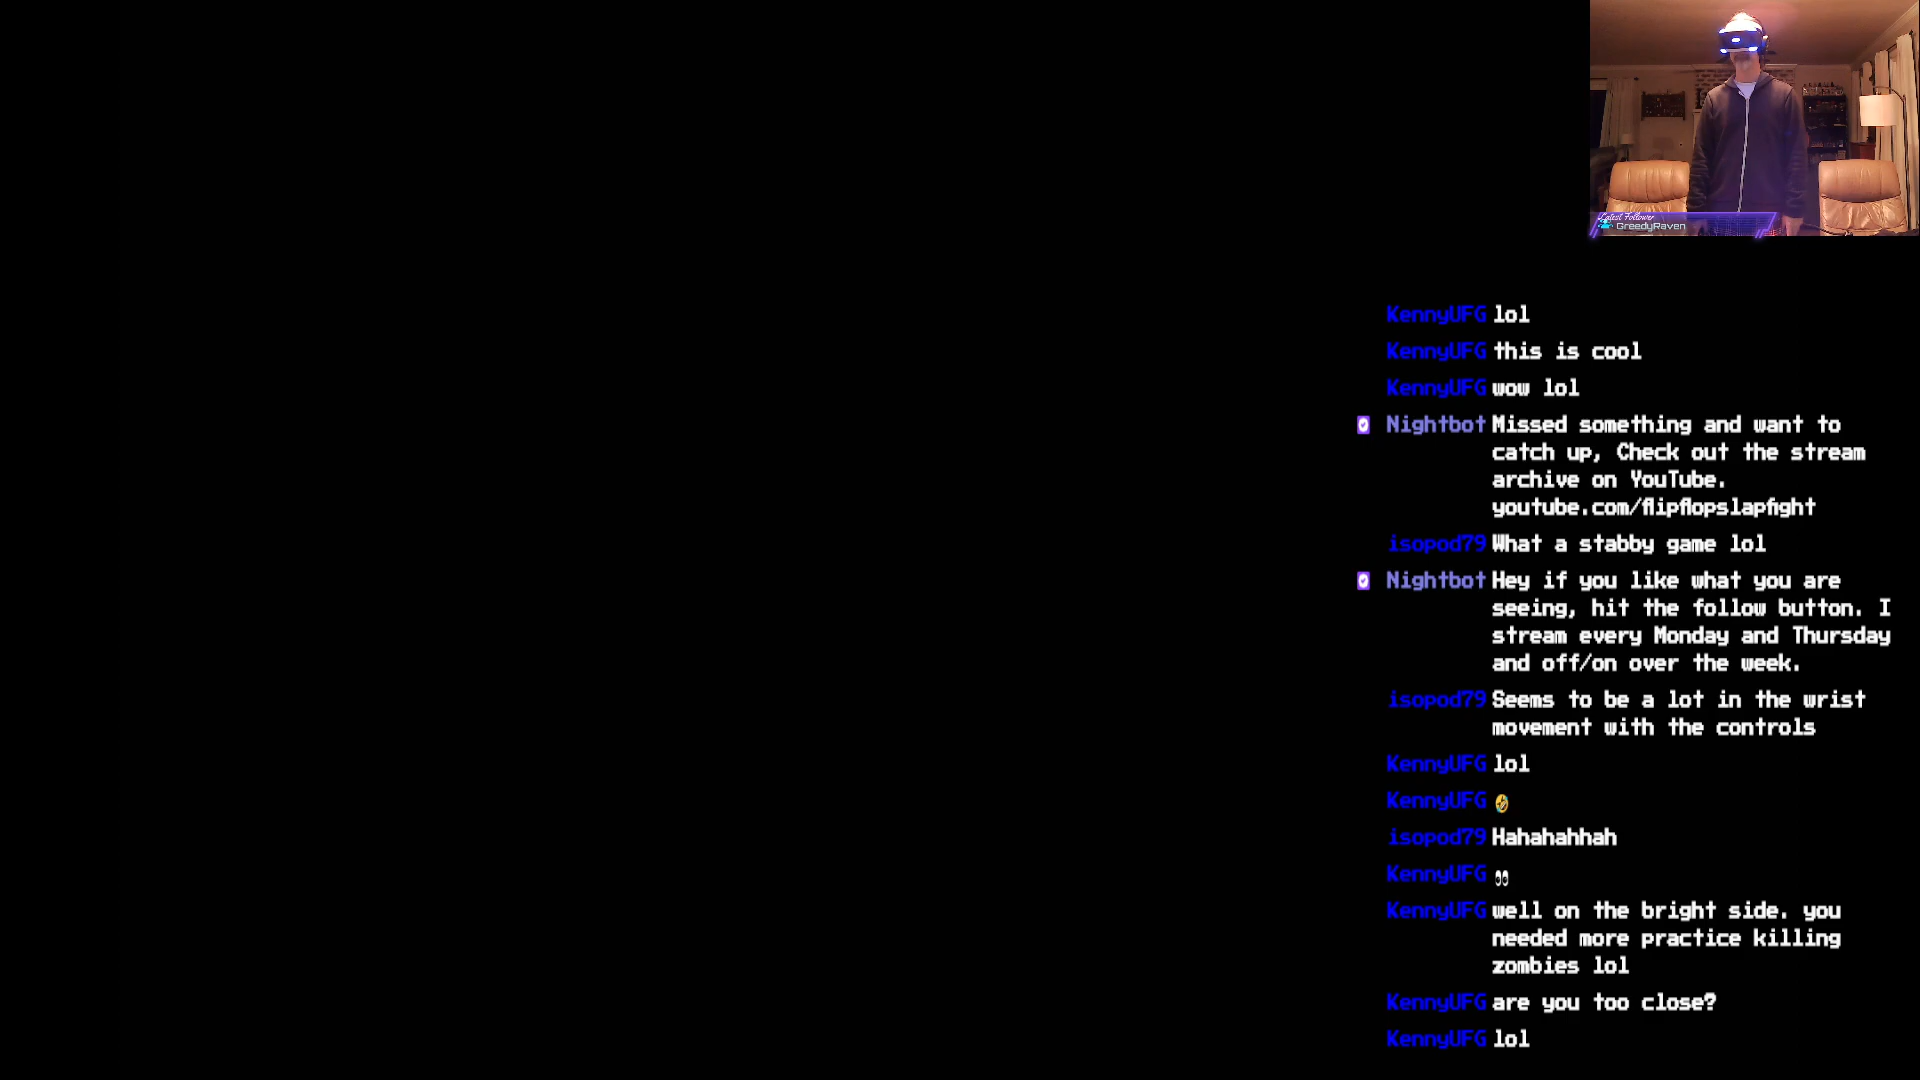 Latest Follower
GreedyRaven
KennyUFG lol
KennyUFG this is cool
KennyUFG wow lol
Nightbot Missed something and want to
catch up, Check out the stream
archive on YouTube.
youtube.com/flipflopslapfight
isopod79 What a stabby game lol
Nightbot Hey if you like what you are
seeing, hit the follow button. I
stream every Monday and Thursday
and off/on over the week.
isopod79 Seems to be a lot in the wrist
movement with the controls
KennyUFG lol
KennyUFG 🤣
isopod79 Hahahahhah
KennyUFG 👀
KennyUFG well on the bright side. you
needed more practice killing
zombies lol
KennyUFG are you too close?
KennyUFG lol